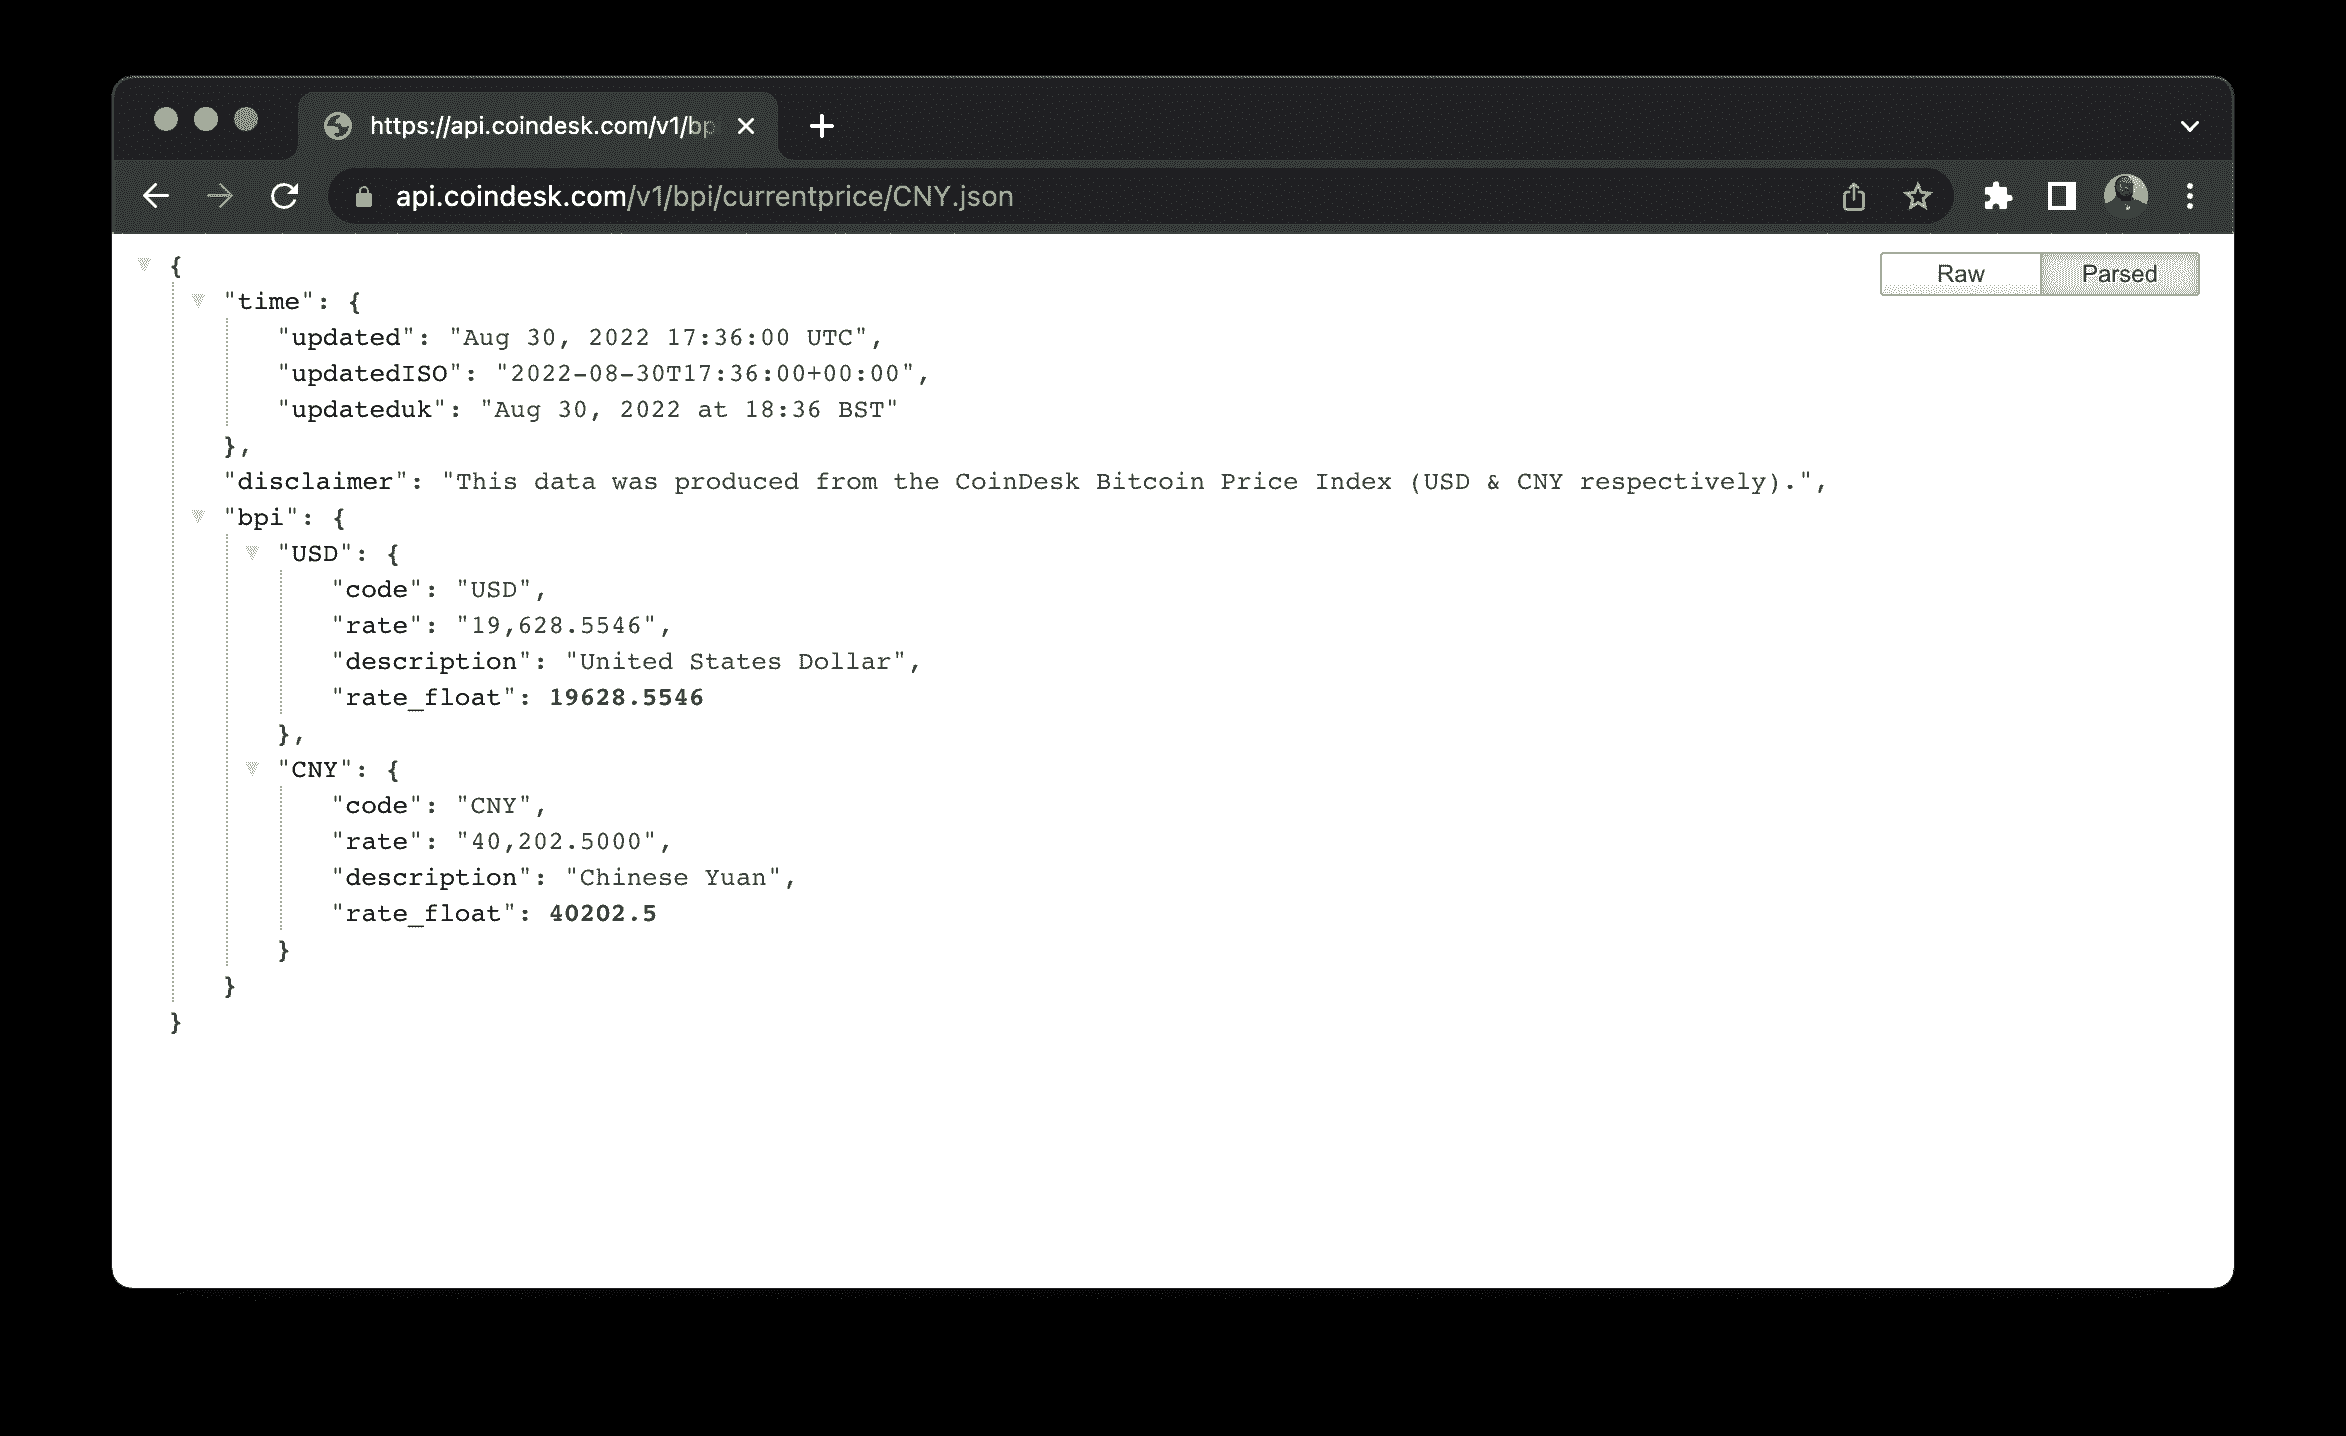 https://api.coindesk.com/v1/bp
api.coindesk.com/v1/bpi/currentprice/CNY.json
Raw Parsed
{
"time": {
"updated": "Aug 30, 2022 17:36:00 UTC",
"updatedISO": "2022-08-30T17:36:00+00:00",
"updateduk": "Aug 30, 2022 at 18:36 BST"
},
"disclaimer": "This data was produced from the CoinDesk Bitcoin Price Index (USD & CNY respectively).",
"bpi": {
"USD": {
"code": "USD",
"rate": "19,628.5546",
"description": "United States Dollar",
"rate_float": 19628.5546
},
"CNY": {
"code": "CNY",
"rate": "40,202.5000",
"description": "Chinese Yuan",
"rate_float": 40202.5
}
}
}